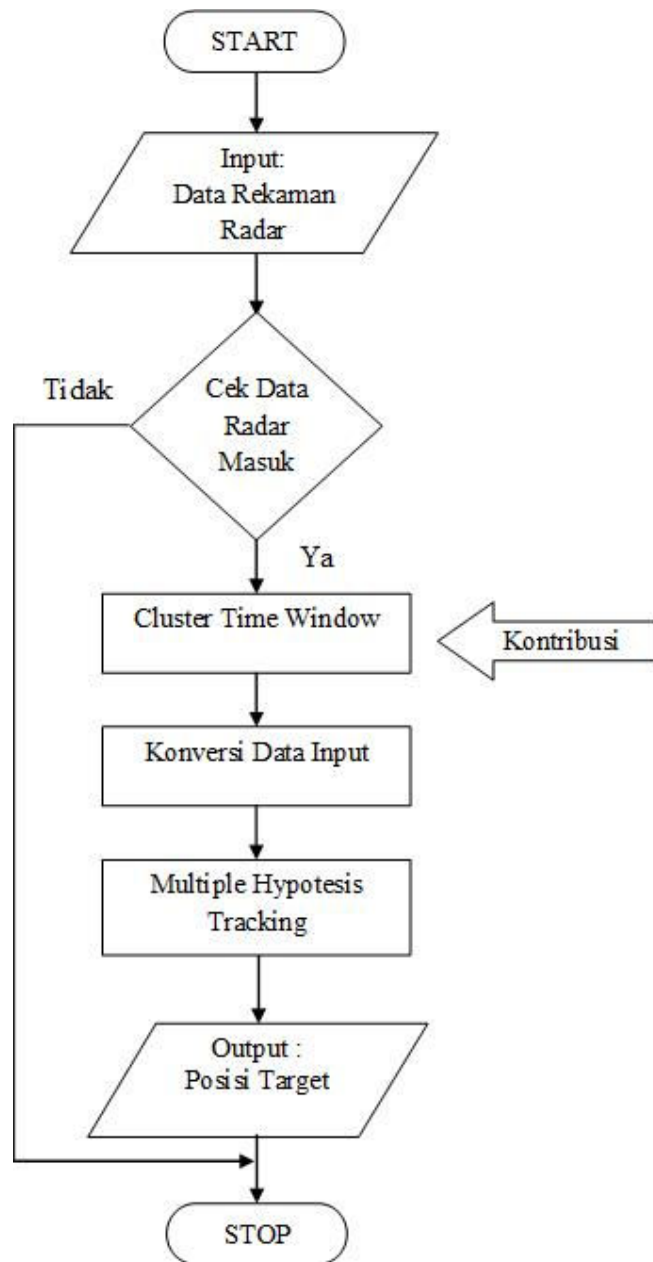 START
Input:
Data Rekaman
Radar
Tidak
Cek Data
Radar
Masuk
Ya
Cluster Time Window
Kontribusi
Konversi Data Input
Multiple Hypotesis
Tracking
Output :
Posisi Target
STOP